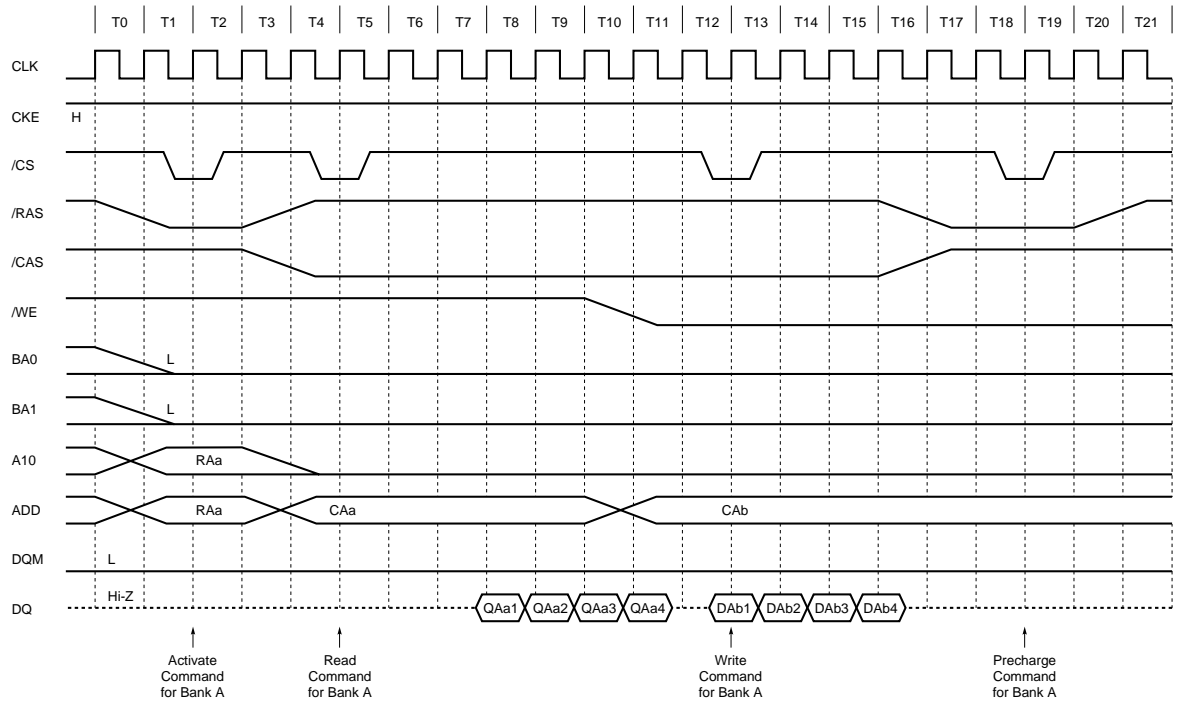 T0 T1 T2 T3 T4 T5 T6 T7 T8 T9 T10 T11 T12 T13 T14 T15 T16 T17 T18 T19 T20 T21
CLK
CKE H
/CS
/RAS
/CAS
/WE
BA0 L
BA1 L
A10 RAa
ADD RAa CAa CAb
DQM L
DQ Hi-Z QAa1 QAa2 QAa3 QAa4 DAb1 DAb2 DAb3 DAb4
Activate
Command
for Bank A
Read
Command
for Bank A
Write
Command
for Bank A
Precharge
Command
for Bank A